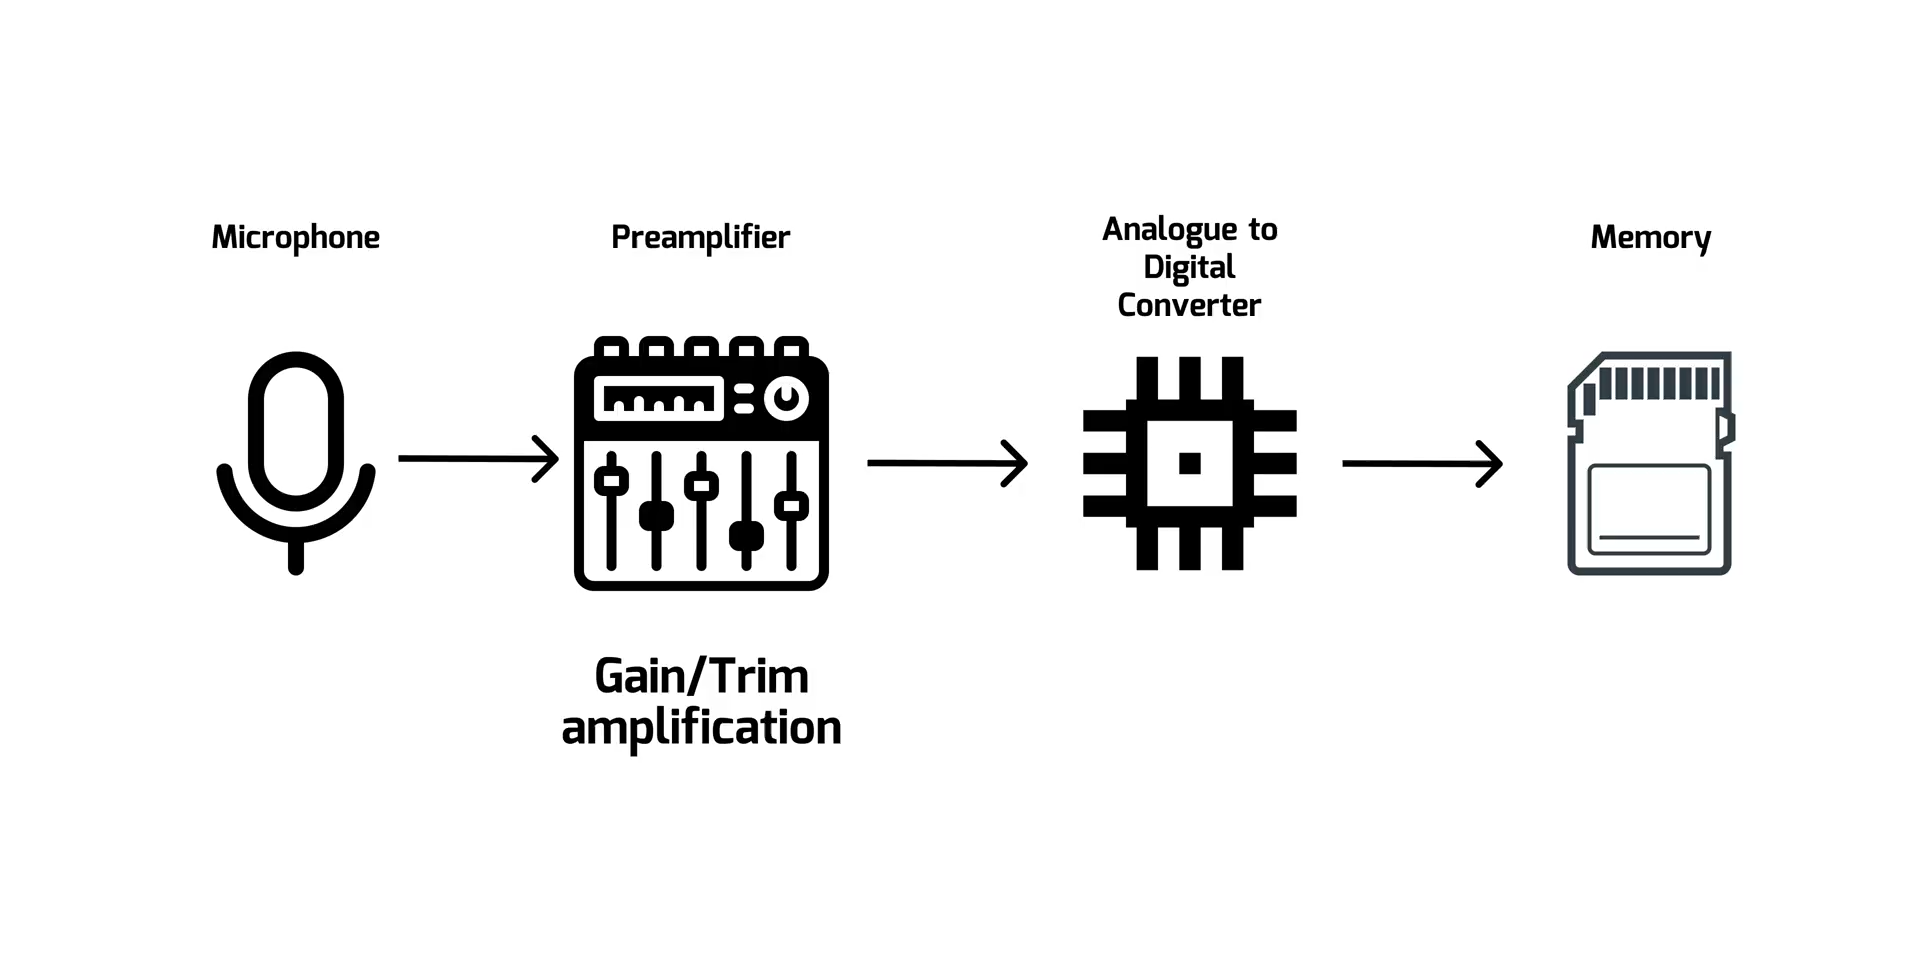 Microphone
Preamplifier
Analogue to
Digital
Converter
Memory
Gain/Trim
amplification